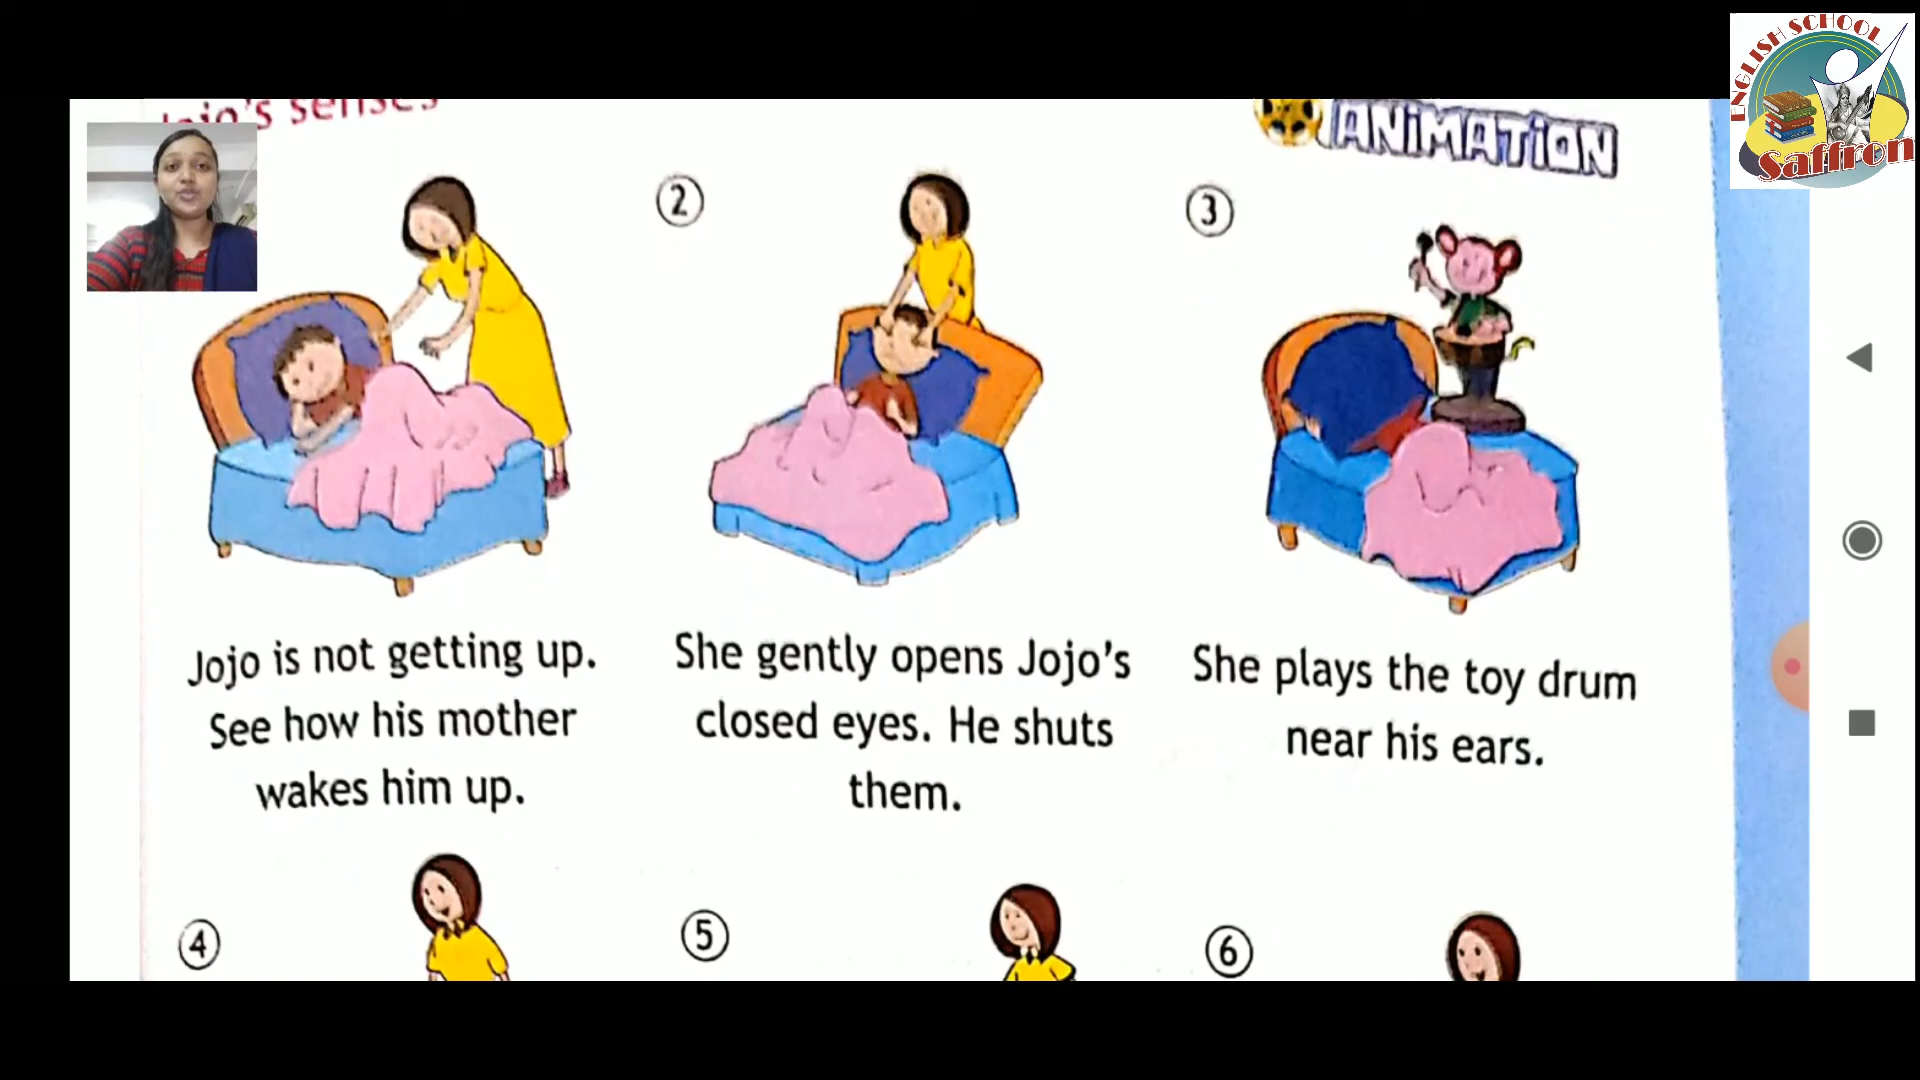 Jojo's senses
ANiMATiON
ENGLISH SCHOOL
Saffron
2
3
Jojo is not getting up.
See how his mother
wakes him up.
She gently opens Jojo's
closed eyes. He shuts
them.
She plays the toy drum
near his ears.
4
5
6